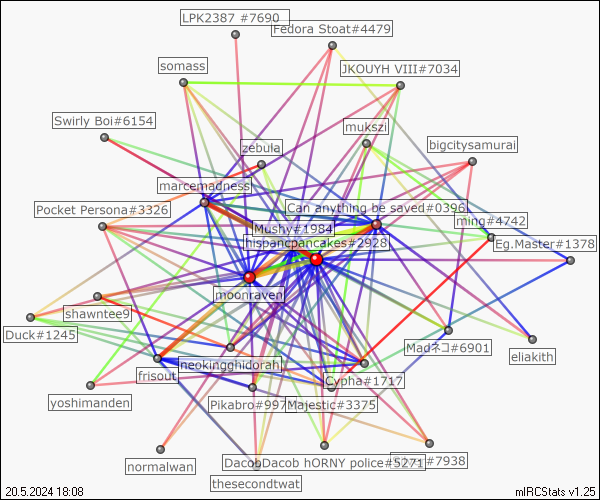 LPK2387 #7690
Fedora Stoat#4479
somass
JKOUYH VIII#7034
Swirly Boi#6154
mukszi
zebula
bigcitysamurai
marcemadness
Pocket Persona#3326
Can anything be saved#0396
ming#4742
Mushy#1984
hispancpancakes#2928
Eg.Master#1378
moonraven
shawntee9
Duck#1245
Madネコ#6901
eliakith
neokingghidorah
frisout
Cypha#1717
yoshimanden
Pikabro#997
Majestic#3375
DacobDacob hORNY police#5271
#7938
normalwan
thesecondtwat
20.5.2024 18:08
mIRCStats v1.25